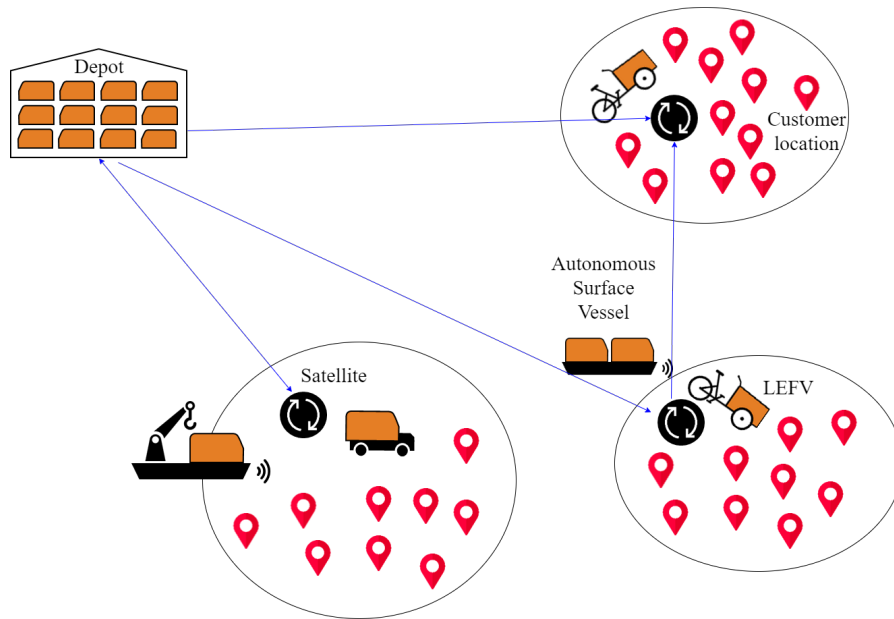 Depot
Customer
location
Autonomous
Surface
Vessel
Satellite
LEFV